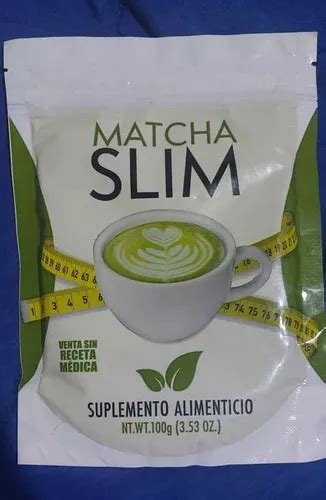 MATCHA
SLIM
VENTA SIN
RECETA
MÉDICA
SUPLEMENTO ALIMENTICIO
NT.WT.100g (3.53 OZ.)